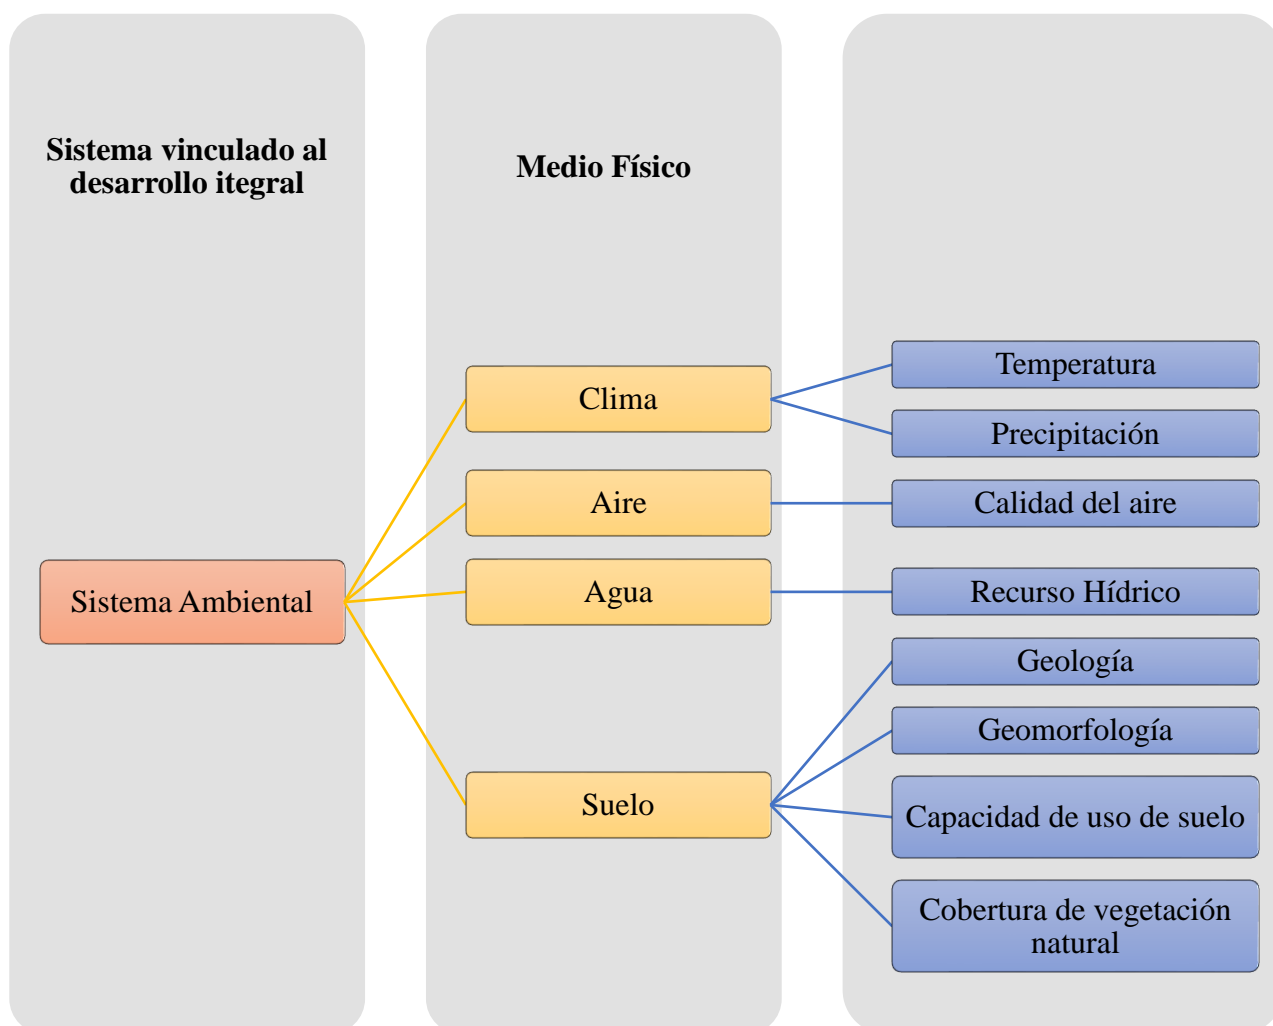 Sistema vinculado al
desarrollo itegral
Medio Físico
Sistema Ambiental
Clima
Aire
Agua
Suelo
Temperatura
Precipitación
Calidad del aire
Recurso Hídrico
Geología
Geomorfología
Capacidad de uso de suelo
Cobertura de vegetación
natural